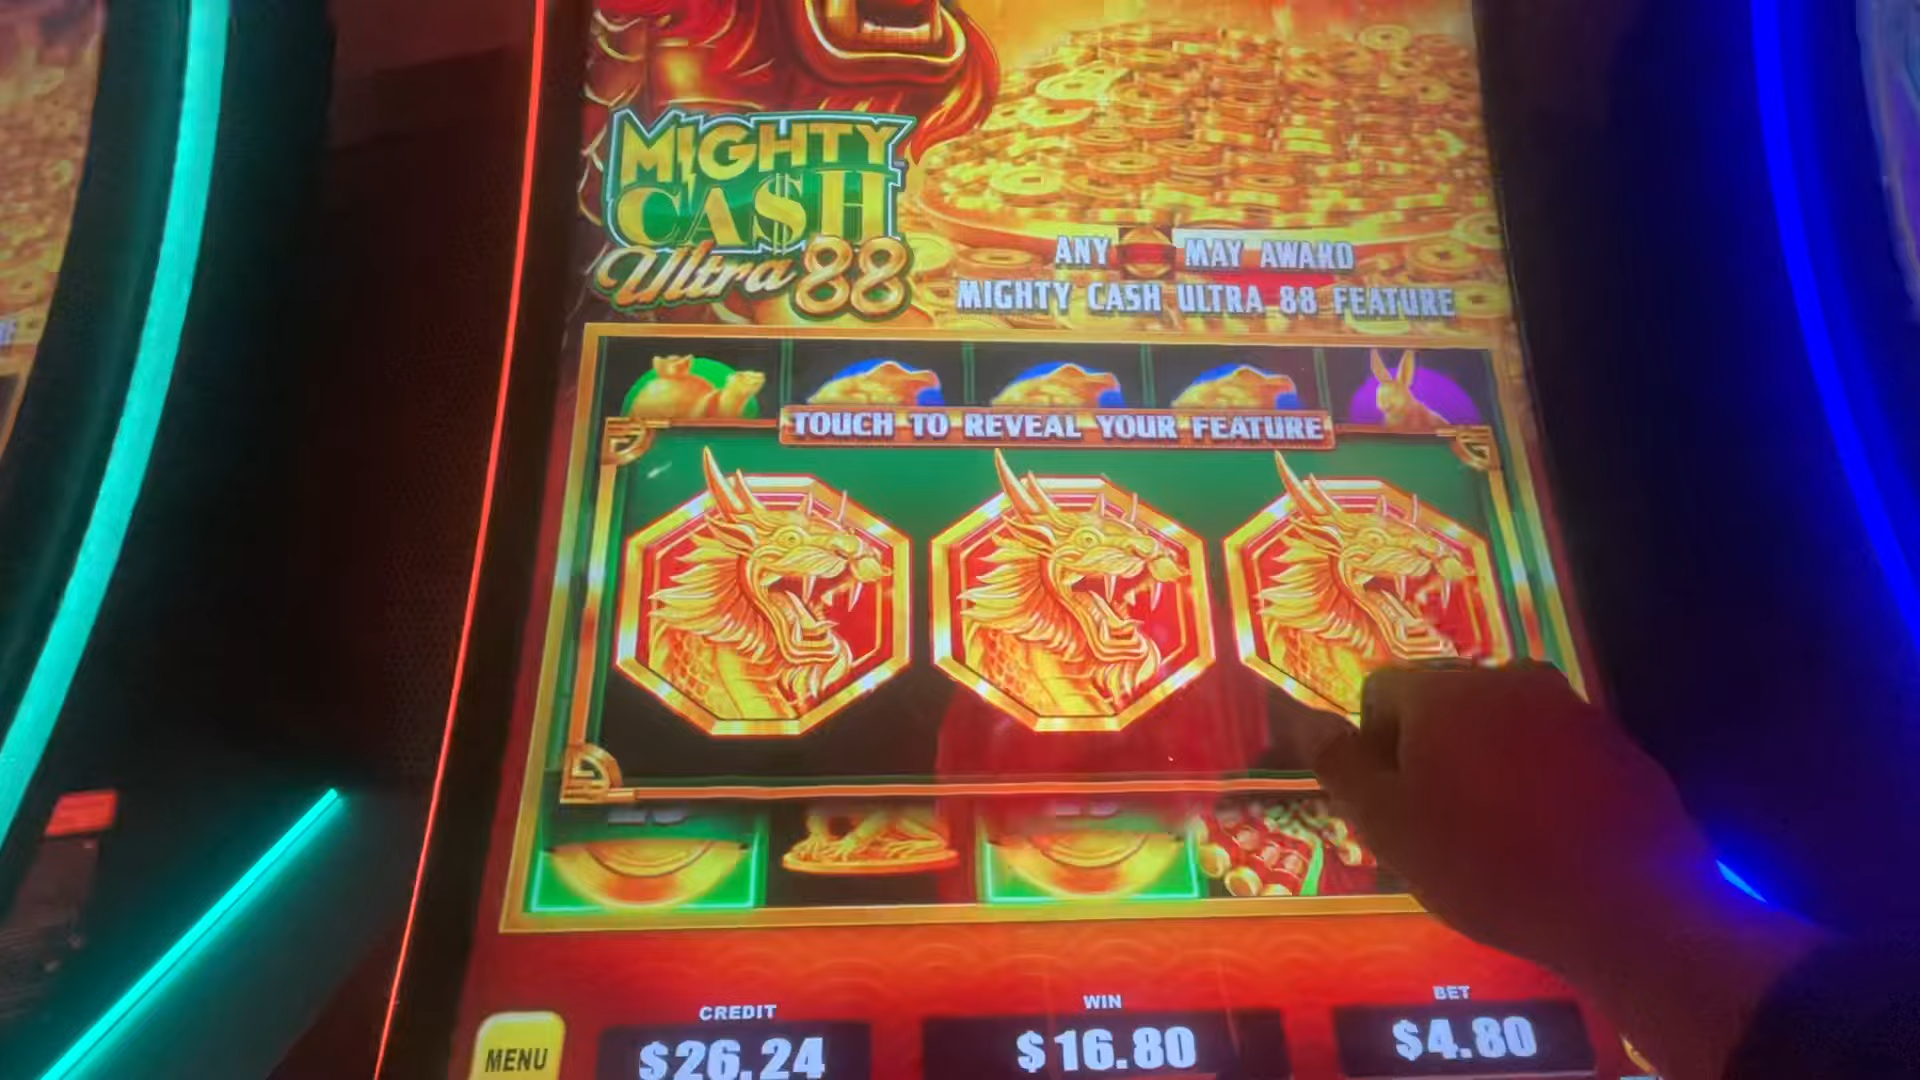 MIGHTY
CA$H
Ultra 88
ANY MAY AWARD
MIGHTY CASH ULTRA 88 FEATURE
TOUCH TO REVEAL YOUR FEATURE
CREDIT
WIN
BET
MENU
$26.24
$16.80
$4.80